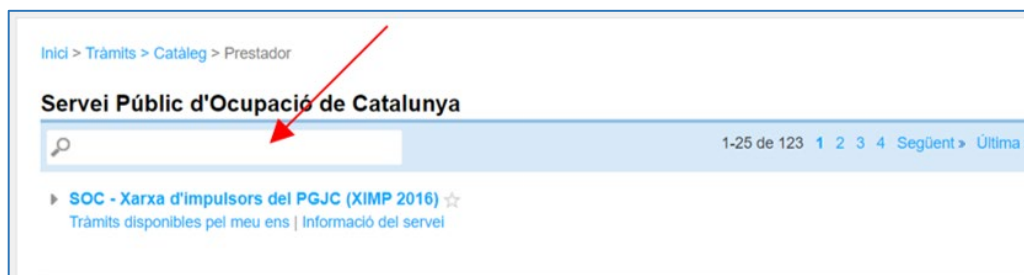 Inici > Tràmits > Catàleg > Prestador
Servei Públic d'Ocupació de Catalunya
1-25 de 123 1 2 3 4 Següent » Última
SOC - Xarxa d'impulsors del PGJC (XIMP 2016)
Tràmits disponibles pel meu ens | Informació del servei